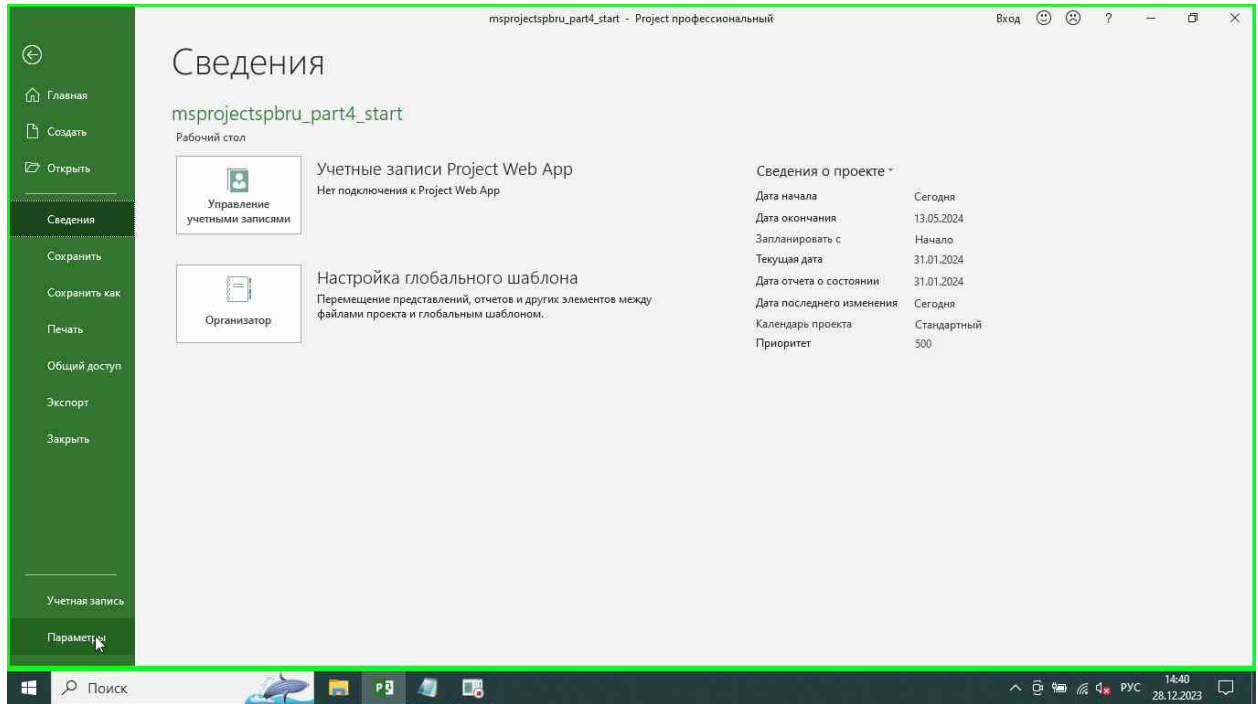 msprojectspbru_part4_start - Project профессиональный
Вход
?
Сведения
Главная
Создать
Открыть
Сведения
Сохранить
Сохранить как
Печать
Общий доступ
Экспорт
Закрыть
Учетная запись
Параметры
msprojectspbru_part4_start
Рабочий стол
Управление
учетными записями
Учетные записи Project Web App
Нет подключения к Project Web App
Организатор
Настройка глобального шаблона
Перемещение представлений, отчетов и других элементов между
файлами проекта и глобальным шаблоном.
Сведения о проекте
Дата начала Сегодня
Дата окончания 13.05.2024
Запланировать с Начало
Текущая дата 31.01.2024
Дата отчета о состоянии 31.01.2024
Дата последнего изменения Сегодня
Календарь проекта Стандартный
Приоритет 500
Поиск
РУС
14:40
28.12.2023